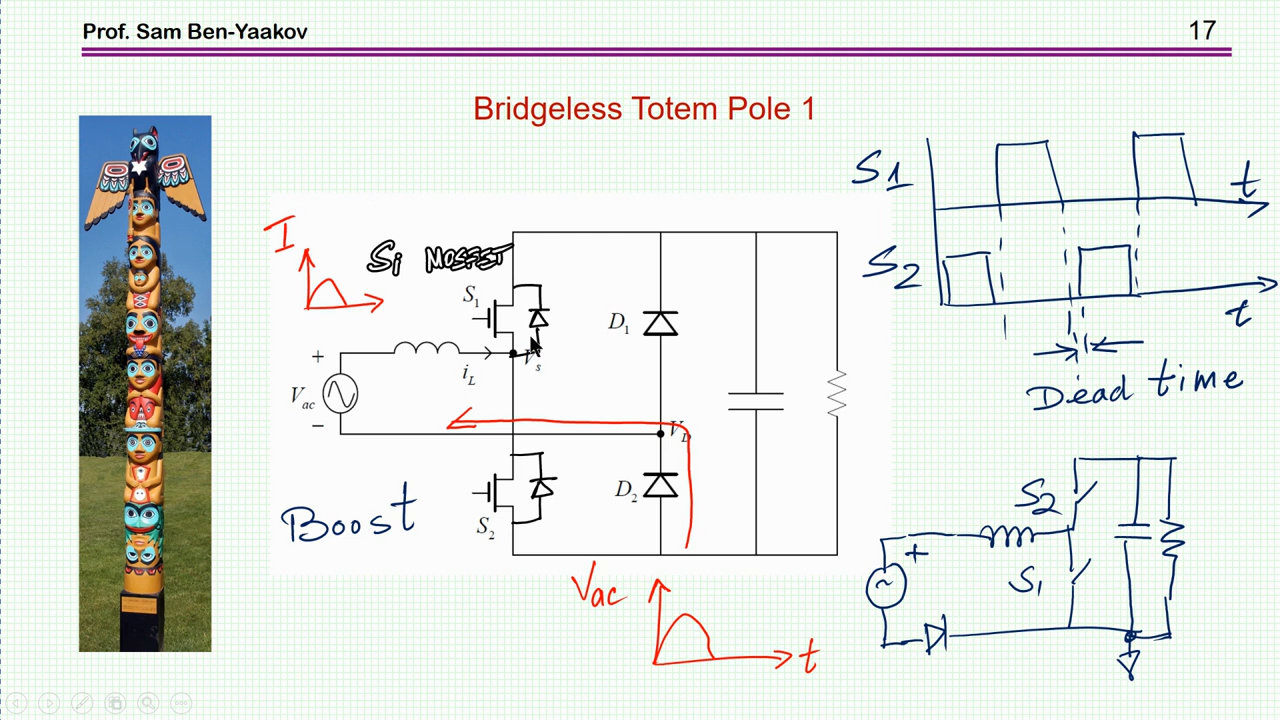 Prof. Sam Ben-Yaakov
17
Bridgeless Totem Pole 1
S1
t
S2
t
Dead time
I
Si MOSFET
S1
D1
+
iL
Vs
Vac
−
VD
D2
S2
Boost
Vac
t
S2
+
S1